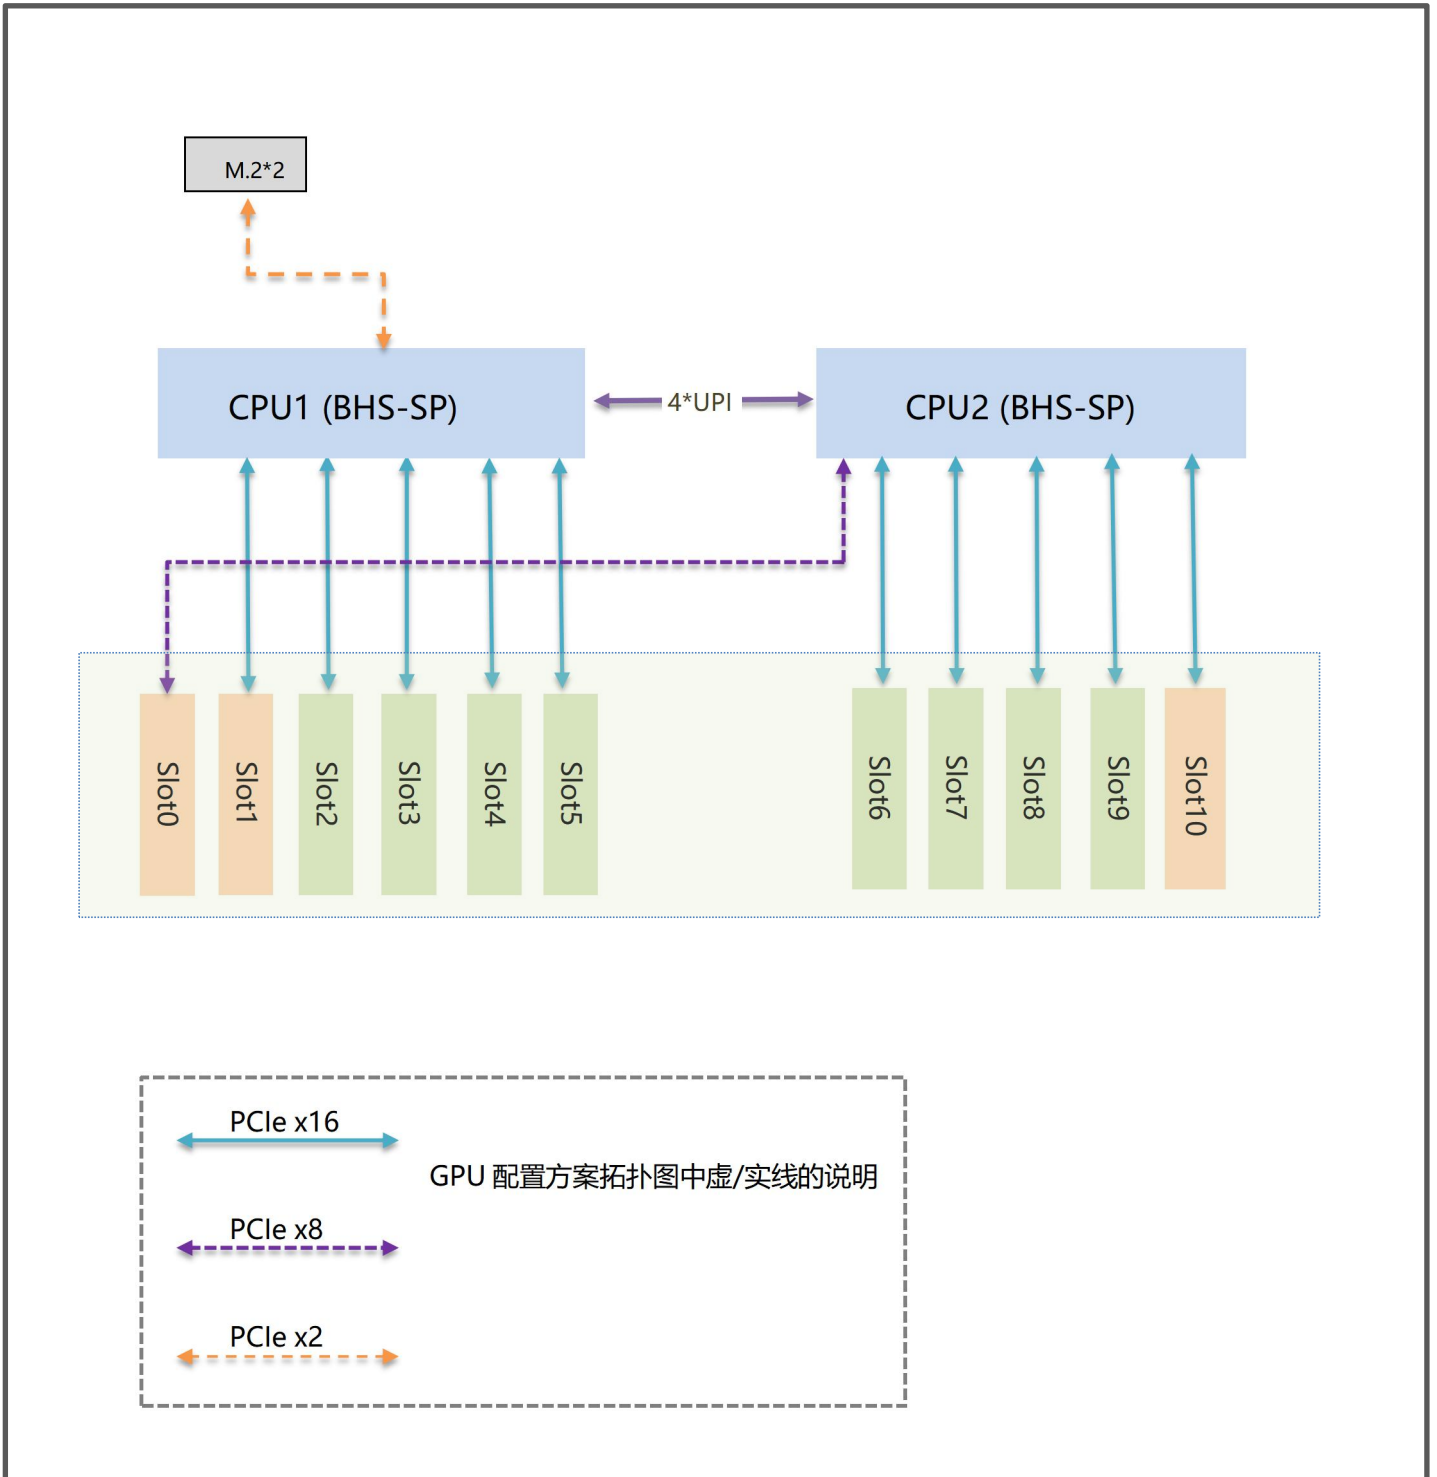 M.2*2
CPU1 (BHS-SP)
4*UPI
CPU2 (BHS-SP)
Slot0
Slot1
Slot2
Slot3
Slot4
Slot5
Slot6
Slot7
Slot8
Slot9
Slot10
PCIe x16
GPU 配置方案拓扑图中虚/实线的说明
PCIe x8
PCIe x2